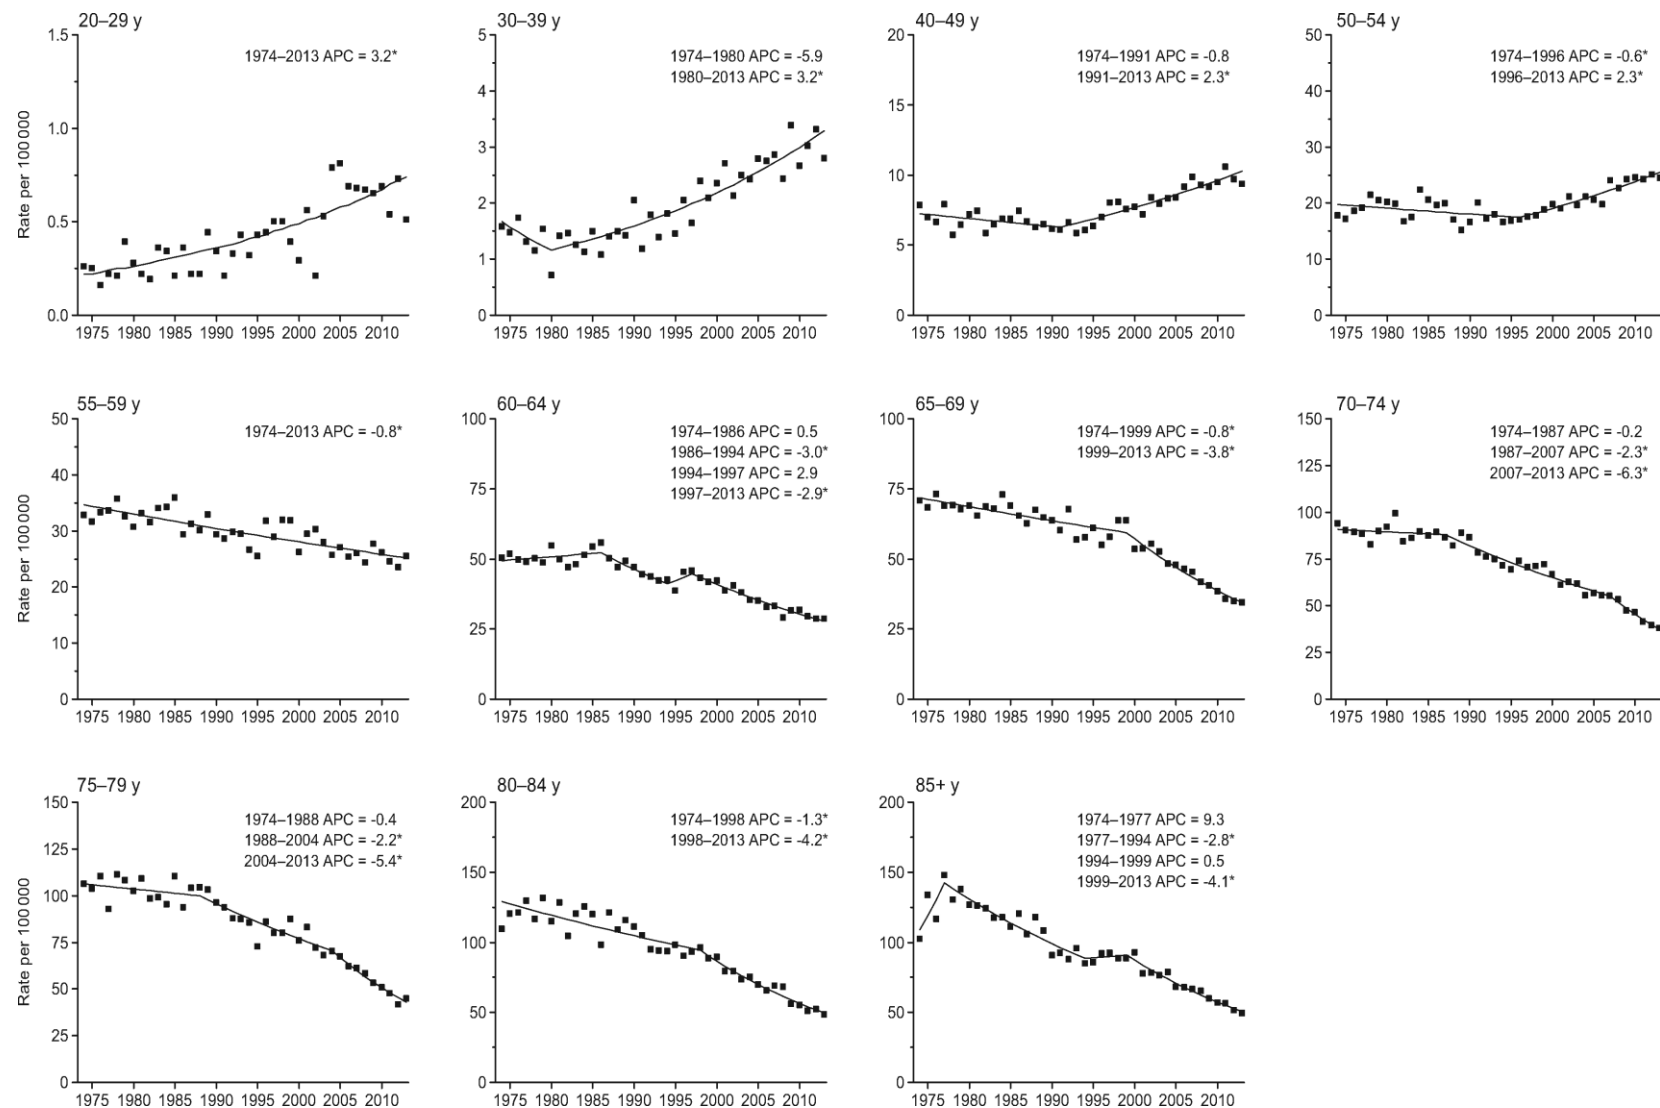 20–29 y
1974–2013 APC = 3.2*
Rate per 100 000
1.5
1.0
0.5
0.0
1975 1980 1985 1990 1995 2000 2005 2010
30–39 y
1974–1980 APC = -5.9
1980–2013 APC = 3.2*
5
4
3
2
1
0
1975 1980 1985 1990 1995 2000 2005 2010
40–49 y
1974–1991 APC = -0.8
1991–2013 APC = 2.3*
20
15
10
5
0
1975 1980 1985 1990 1995 2000 2005 2010
50–54 y
1974–1996 APC = -0.6*
1996–2013 APC = 2.3*
50
40
30
20
10
0
1975 1980 1985 1990 1995 2000 2005 2010
55–59 y
1974–2013 APC = -0.8*
Rate per 100 000
50
40
30
20
10
0
1975 1980 1985 1990 1995 2000 2005 2010
60–64 y
1974–1986 APC = 0.5
1986–1994 APC = -3.0*
1994–1997 APC = 2.9
1997–2013 APC = -2.9*
100
75
50
25
0
1975 1980 1985 1990 1995 2000 2005 2010
65–69 y
1974–1999 APC = -0.8*
1999–2013 APC = -3.8*
100
75
50
25
0
1975 1980 1985 1990 1995 2000 2005 2010
70–74 y
1974–1987 APC = -0.2
1987–2007 APC = -2.3*
2007–2013 APC = -6.3*
150
125
100
75
50
25
0
1975 1980 1985 1990 1995 2000 2005 2010
75–79 y
1974–1988 APC = -0.4
1988–2004 APC = -2.2*
2004–2013 APC = -5.4*
Rate per 100 000
150
125
100
75
50
25
0
1975 1980 1985 1990 1995 2000 2005 2010
80–84 y
1974–1998 APC = -1.3*
1998–2013 APC = -4.2*
200
150
100
50
0
1975 1980 1985 1990 1995 2000 2005 2010
85+ y
1974–1977 APC = 9.3
1977–1994 APC = -2.8*
1994–1999 APC = 0.5
1999–2013 APC = -4.1*
200
150
100
50
0
1975 1980 1985 1990 1995 2000 2005 2010